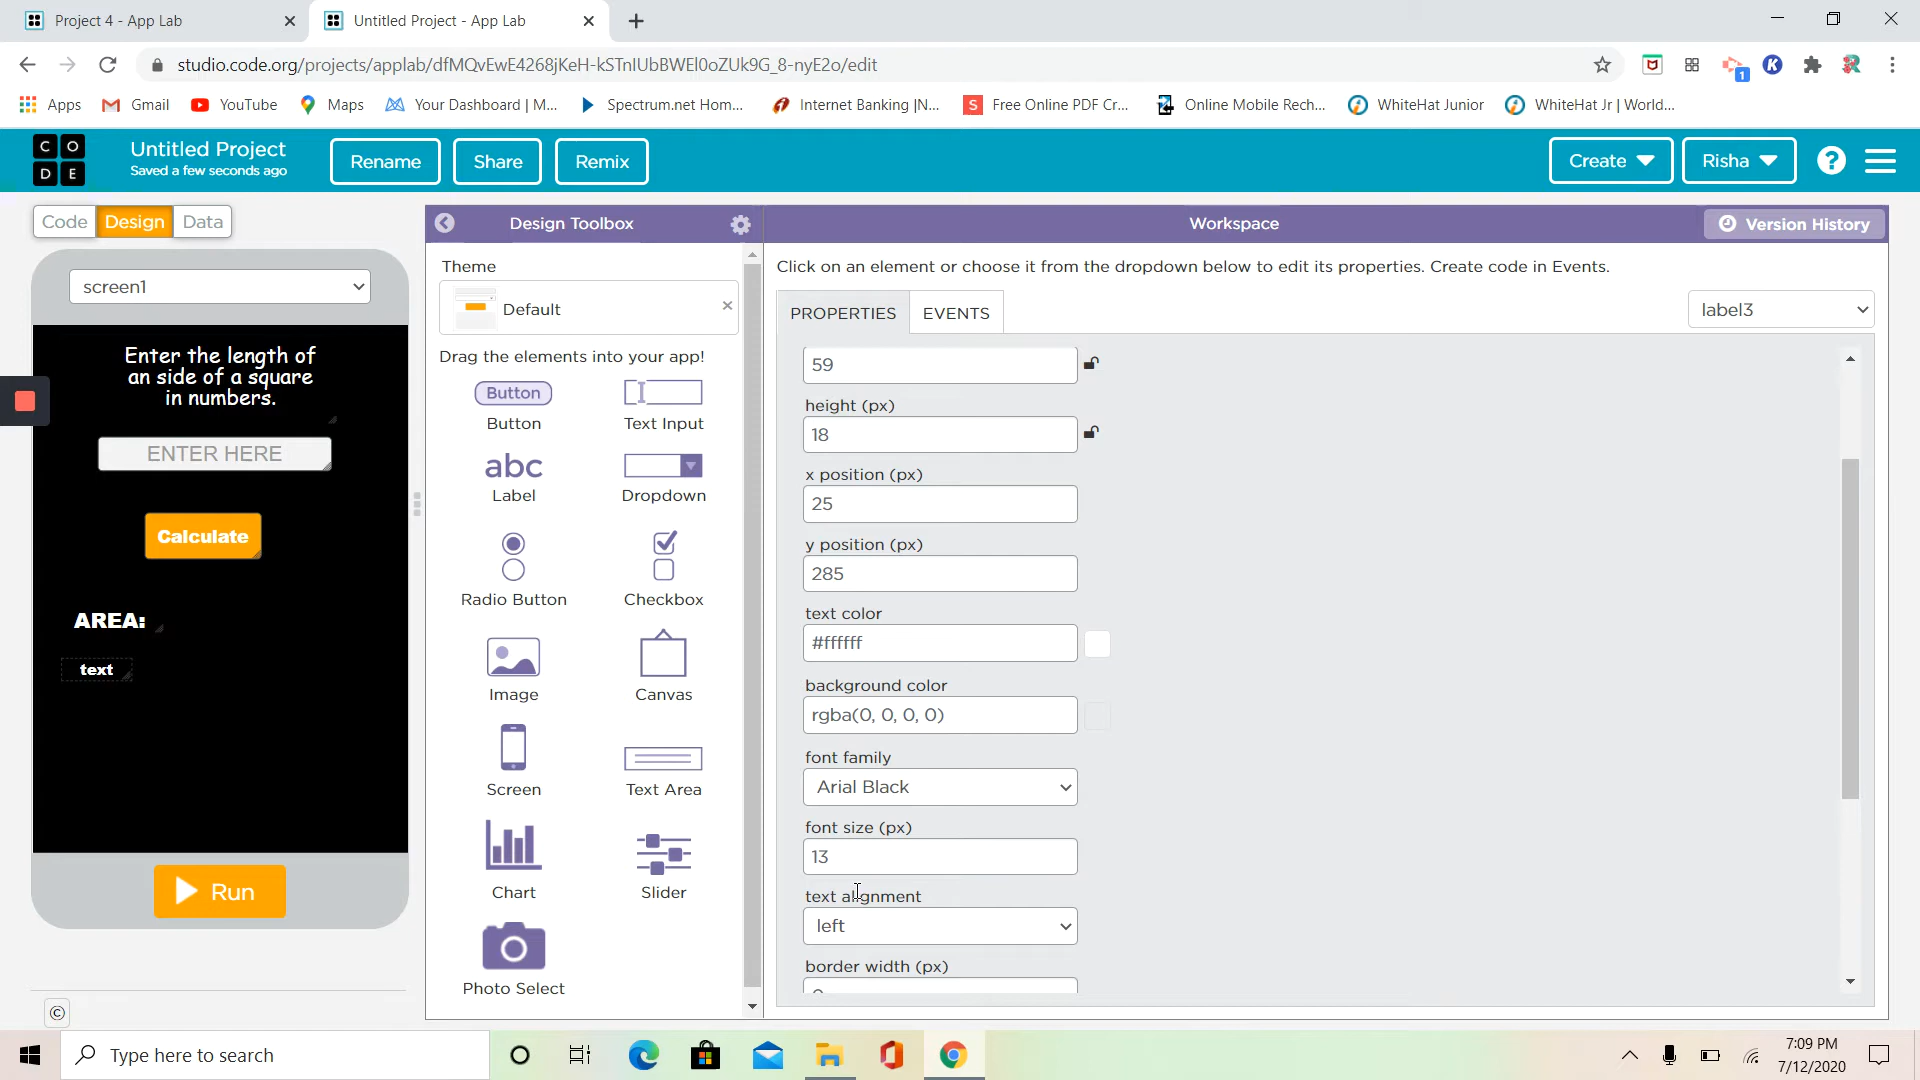 Project 4 - App Lab
Untitled Project - App Lab
studio.code.org/projects/applab/dfMQvEwE4268jKeH-kSTnIUbBWEl0oZUk9G_8-nyE2o/edit
1
K
Apps
Gmail
YouTube
Maps
Your Dashboard | M...
Spectrum.net Hom...
Internet Banking |N...
S
Free Online PDF Cr...
Online Mobile Rech...
WhiteHat Junior
WhiteHat Jr | World...
C O
D E
Untitled Project
Saved a few seconds ago
Rename
Share
Remix
Create
Risha
?
Code
Design
Data
Design Toolbox
Workspace
Version History
screen1
Enter the length of
an side of a square
in numbers.
ENTER HERE
Calculate
AREA:
text
Run
©
Theme
Default
Drag the elements into your app!
Button
Button
Text Input
abc
Label
Dropdown
Radio Button
Checkbox
Image
Canvas
Screen
Text Area
Chart
Slider
Photo Select
Click on an element or choose it from the dropdown below to edit its properties. Create code in Events.
PROPERTIES
EVENTS
label3
59
height (px)
18
x position (px)
25
y position (px)
285
text color
#ffffff
background color
rgba(0, 0, 0, 0)
font family
Arial Black
font size (px)
13
text alignment
left
border width (px)
Type here to search
7:09 PM
7/12/2020